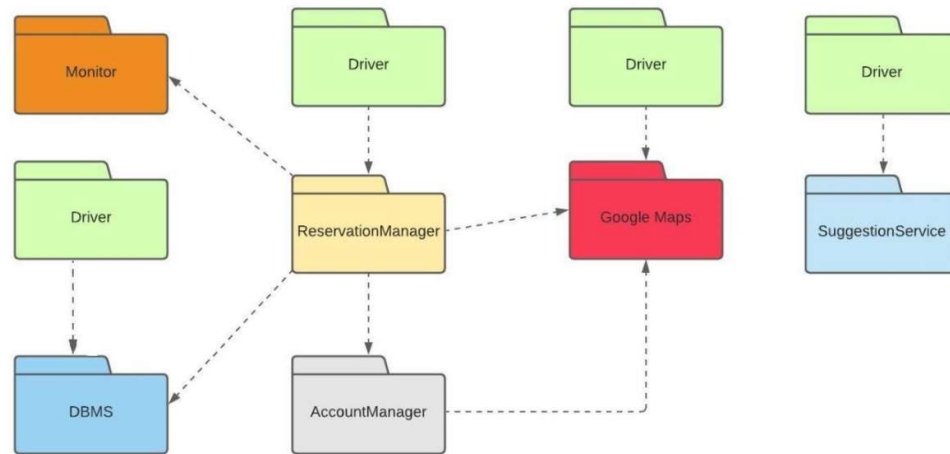 Monitor
Driver
Driver
Driver
Driver
ReservationManager
Google Maps
SuggestionService
DBMS
AccountManager